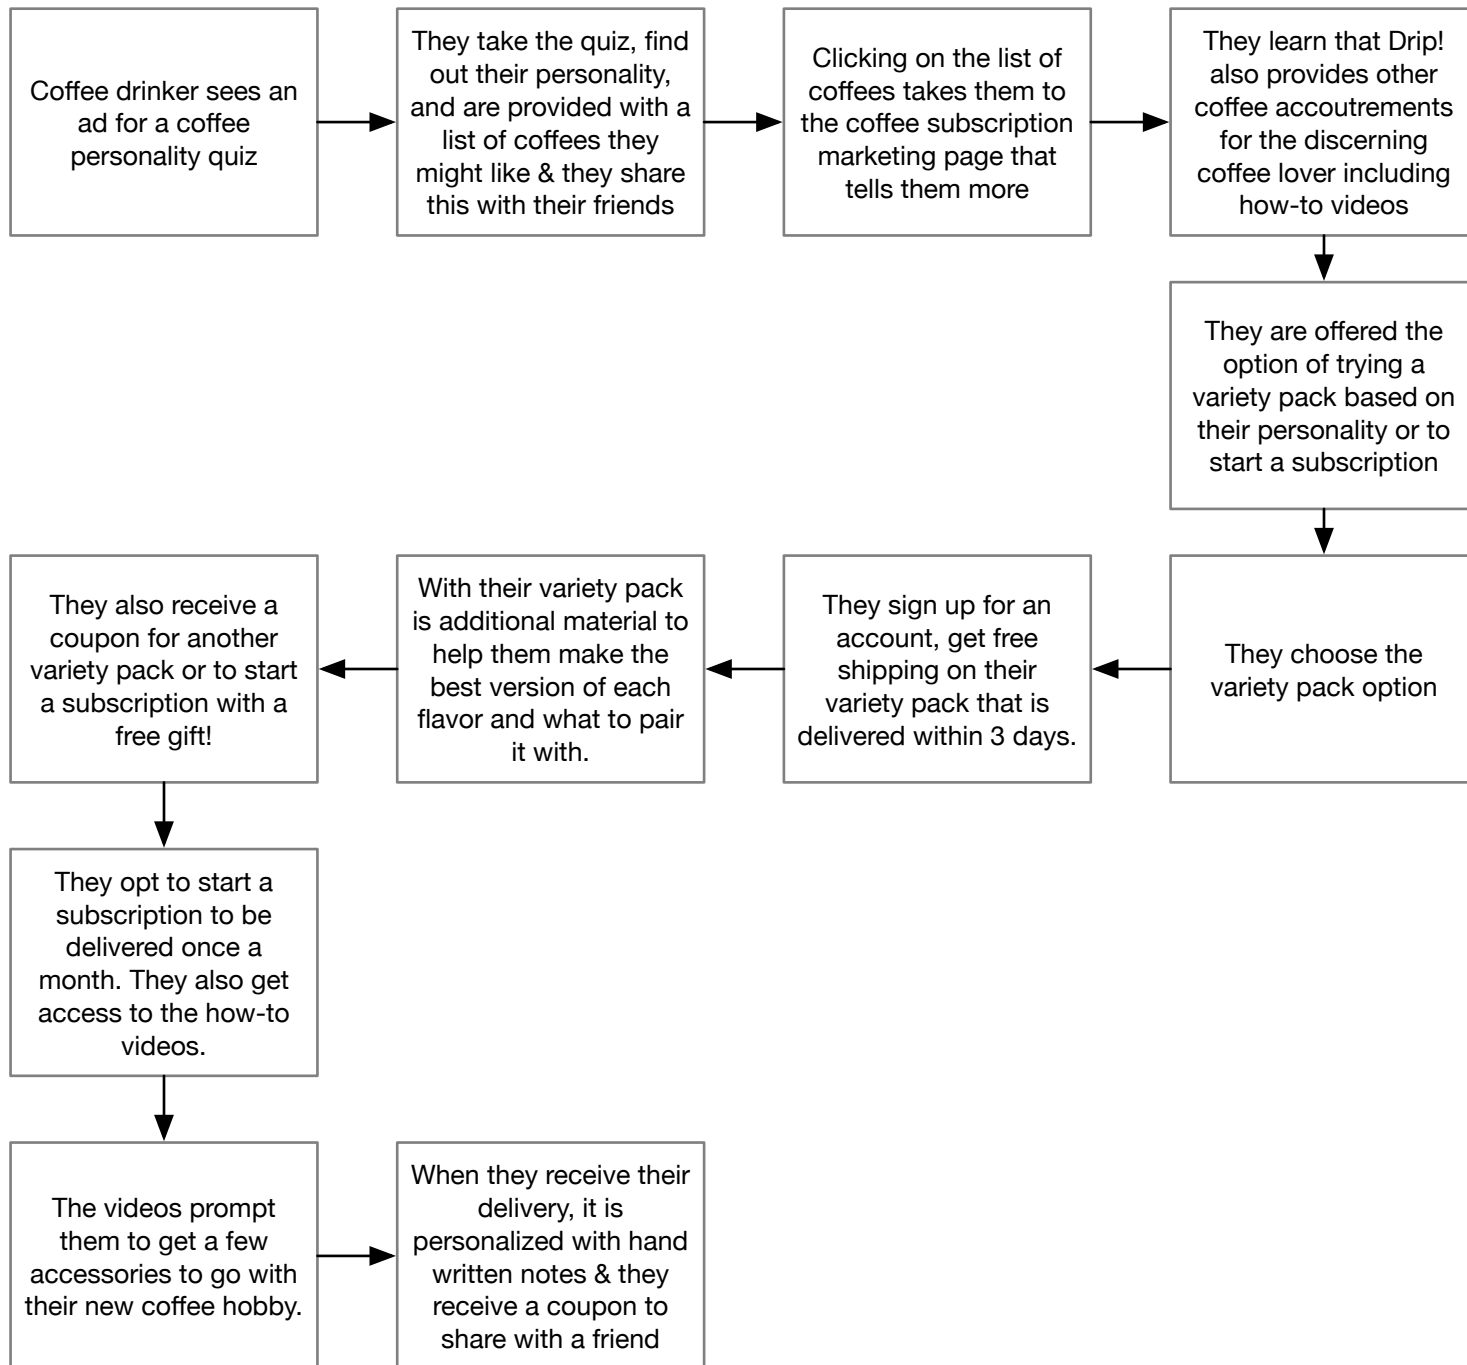 Coffee drinker sees an
ad for a coffee
personality quiz
They take the quiz, find
out their personality,
and are provided with a
list of coffees they
might like & they share
this with their friends
Clicking on the list of
coffees takes them to
the coffee subscription
marketing page that
tells them more
They learn that Drip!
also provides other
coffee accoutrements
for the discerning
coffee lover including
how-to videos
They are offered the
option of trying a
variety pack based on
their personality or to
start a subscription
They choose the
variety pack option
They sign up for an
account, get free
shipping on their
variety pack that is
delivered within 3 days.
With their variety pack
is additional material to
help them make the
best version of each
flavor and what to pair
it with.
They also receive a
coupon for another
variety pack or to start
a subscription with a
free gift!
They opt to start a
subscription to be
delivered once a
month. They also get
access to the how-to
videos.
The videos prompt
them to get a few
accessories to go with
their new coffee hobby.
When they receive their
delivery, it is
personalized with hand
written notes & they
receive a coupon to
share with a friend